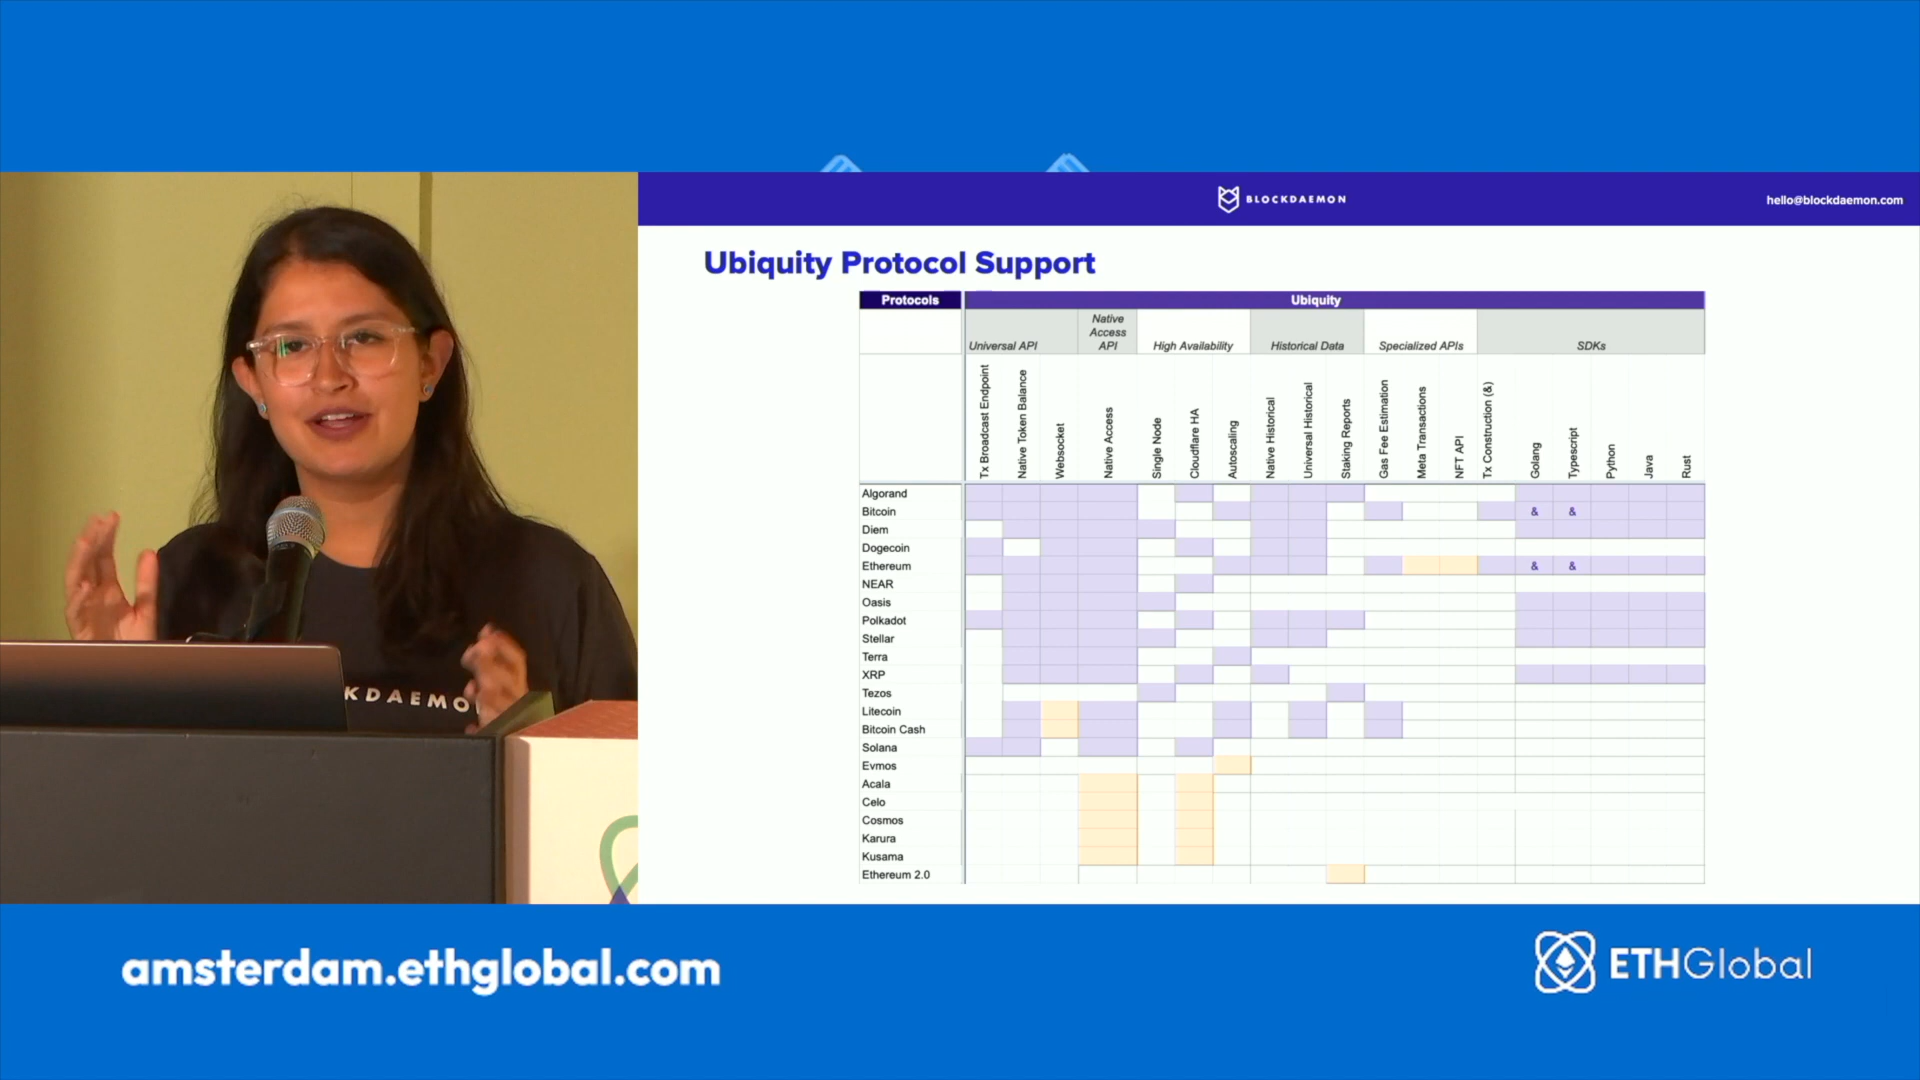 BLOCKDAEMON
hello@blockdaemon.com
Ubiquity Protocol Support
Protocols
Ubiquity
Universal API
Native
Access
API
High Availability
Historical Data
Specialized APIs
SDKs
Tx Broadcast Endpoint
Native Token Balance
Websocket
Native Access
Single Node
Cloudflare HA
Autoscaling
Native Historical
Universal Historical
Staking Reports
Gas Fee Estimation
Meta Transactions
NFT API
Tx Construction (&)
Golang
Typescript
Python
Java
Rust
Algorand
Bitcoin & &
Diem
Dogecoin
Ethereum & &
NEAR
Oasis
Polkadot
Stellar
Terra
XRP
Tezos
Litecoin
Bitcoin Cash
Solana
Evmos
Acala
Celo
Cosmos
Karura
Kusama
Ethereum 2.0
KDAEMO
amsterdam.ethglobal.com
ETHGlobal